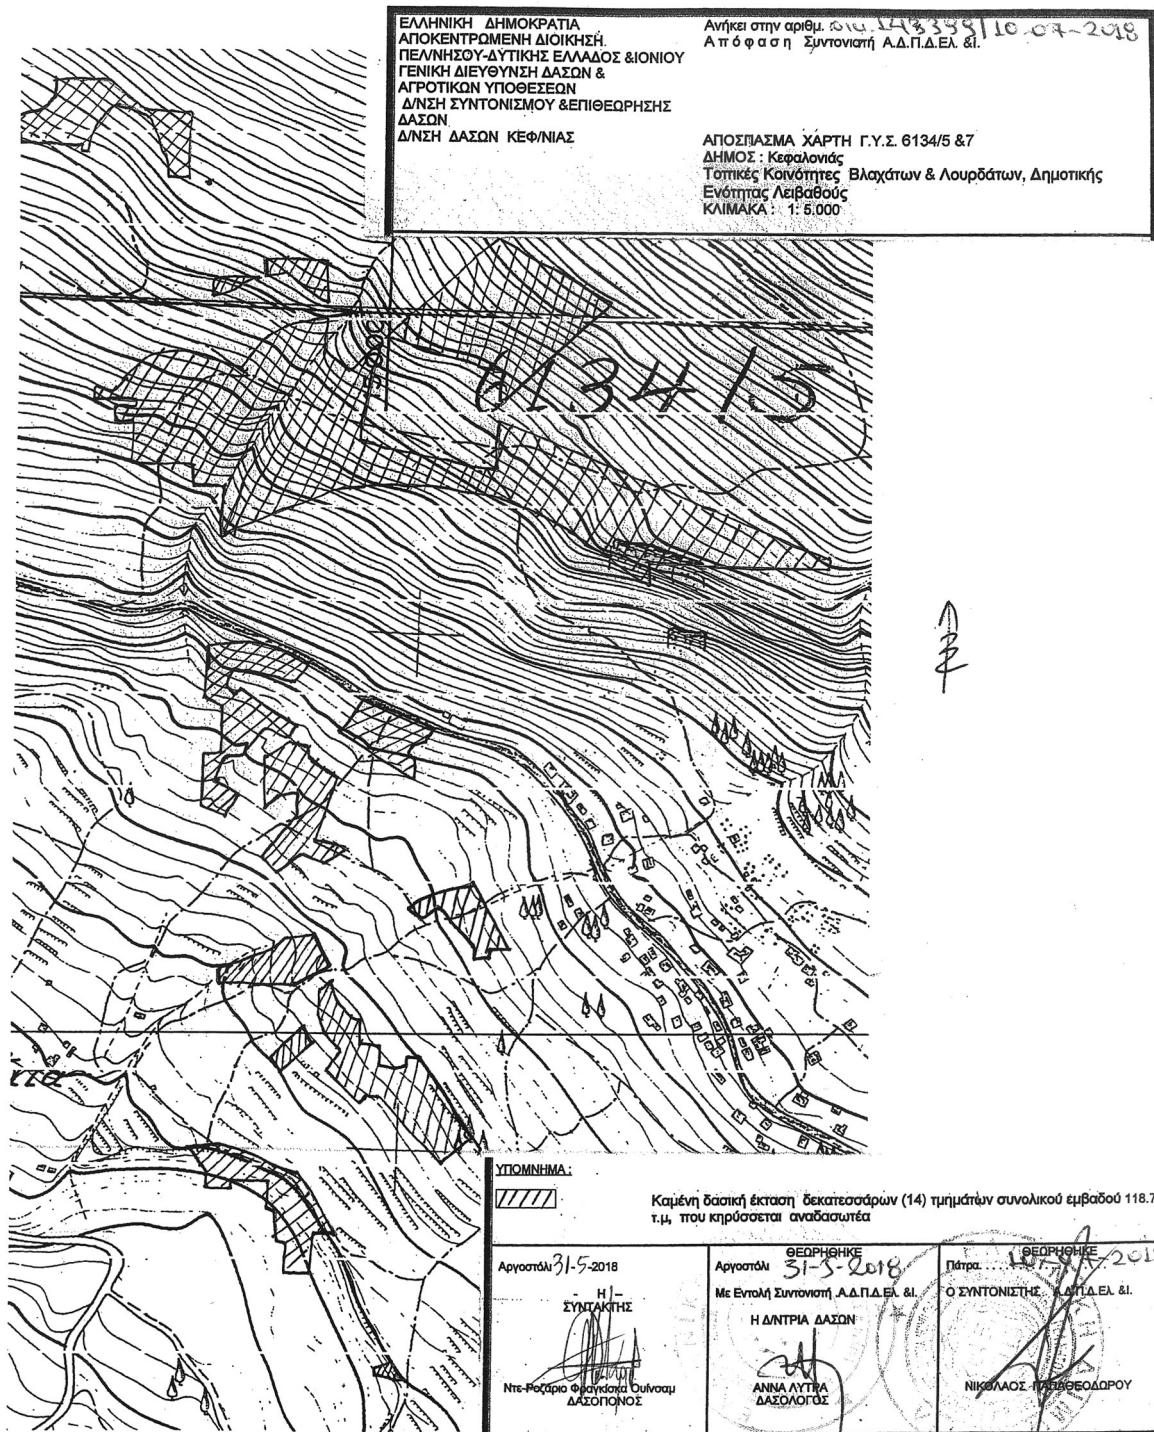 ΕΛΛΗΝΙΚΗ ΔΗΜΟΚΡΑΤΙΑ
ΑΠΟΚΕΝΤΡΩΜΕΝΗ ΔΙΟΙΚΗΣΗ
ΠΕΛ/ΝΗΣΟΥ-ΔΥΤΙΚΗΣ ΕΛΛΑΔΟΣ &ΙΟΝΙΟΥ
ΓΕΝΙΚΗ ΔΙΕΥΘΥΝΣΗ ΔΑΣΩΝ &
ΑΓΡΟΤΙΚΩΝ ΥΠΟΘΕΣΕΩΝ
Δ/ΝΣΗ ΣΥΝΤΟΝΙΣΜΟΥ &ΕΠΙΘΕΩΡΗΣΗΣ
ΔΑΣΩΝ
Δ/ΝΣΗ ΔΑΣΩΝ ΚΕΦ/ΝΙΑΣ
Ανήκει στην αριθμ. 143399/10-07-2018
Απόφαση Συντονιστή Α.Δ.Π.Δ.ΕΛ. &Ι.
ΑΠΟΣΠΑΣΜΑ ΧΑΡΤΗ Γ.Υ.Σ. 6134/5 &7
ΔΗΜΟΣ : Κεφαλονιάς
Τοπικές Κοινότητες Βλαχάτων & Λουρδάτων, Δημοτικής
Ενότητας Λειβαθούς
ΚΛΙΜΑΚΑ : 1: 5.000
6134/5
ΥΠΟΜΝΗΜΑ :
Καμένη δασική έκταση δεκατεσσάρων (14) τμημάτων συνολικού εμβαδού 118.7
τ.μ, που κηρύσσεται αναδασωτέα
Αργοστόλι 31-5-2018
- Η -
ΣΥΝΤΑΚΤΗΣ
Ντε-Ροζάριο Φραγκίσκα Ουίνσαμ
ΔΑΣΟΠΟΝΟΣ
ΘΕΩΡΗΘΗΚΕ
Αργοστόλι 31-5-2018
Με Εντολή Συντονιστή .Α.Δ.Π.Δ.ΕΛ. &Ι.
Η Δ/ΝΤΡΙΑ ΔΑΣΩΝ
ΑΝΝΑ ΛΥΤΡΑ
ΔΑΣΟΛΟΓΟΣ
ΘΕΩΡΗΘΗΚΕ
Πάτρα
Ο ΣΥΝΤΟΝΙΣΤΗΣ Α.Δ.Π.Δ.ΕΛ. &Ι.
ΝΙΚΟΛΑΟΣ ΠΑΠΑΘΕΟΔΩΡΟΥ